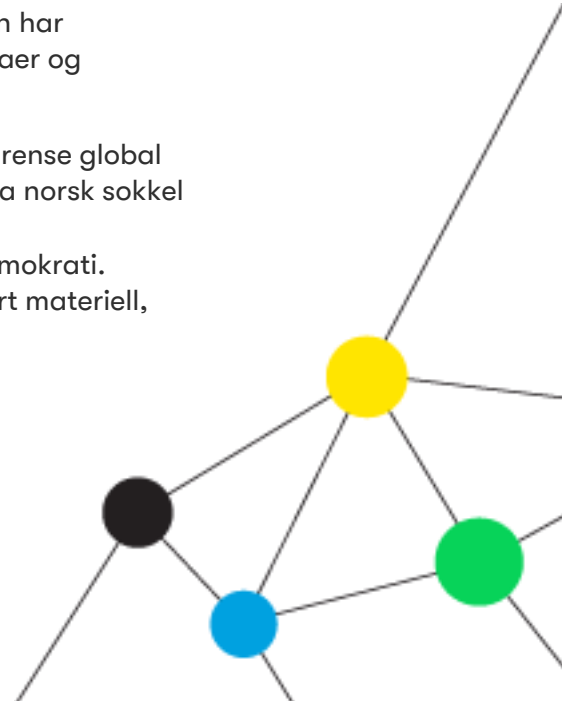 n har
aer og
rense global
a norsk sokkel
mokrati.
rt materiell,